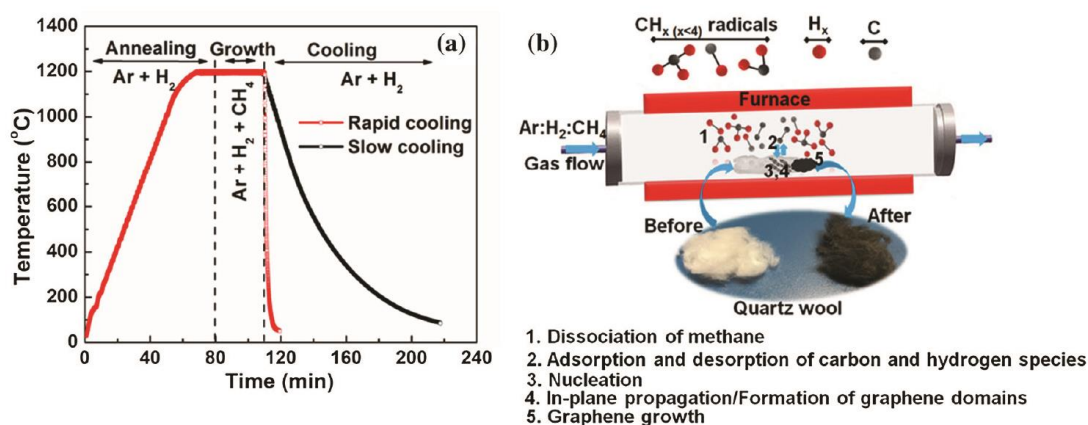 (a)
1400
1200
1000
800
600
400
200
0
Temperature (°C)
Annealing
Growth
Cooling
Ar + H₂
Ar + H₂ + CH₄
Ar + H₂
Rapid cooling
Slow cooling
0 40 80 120 160 200 240
Time (min)
(b)
CHₓ (x<4) radicals
Hₓ
C
Furnace
Ar:H₂:CH₄
Gas flow
1
2
3,4
5
Before
After
Quartz wool
1. Dissociation of methane
2. Adsorption and desorption of carbon and hydrogen species
3. Nucleation
4. In-plane propagation/Formation of graphene domains
5. Graphene growth